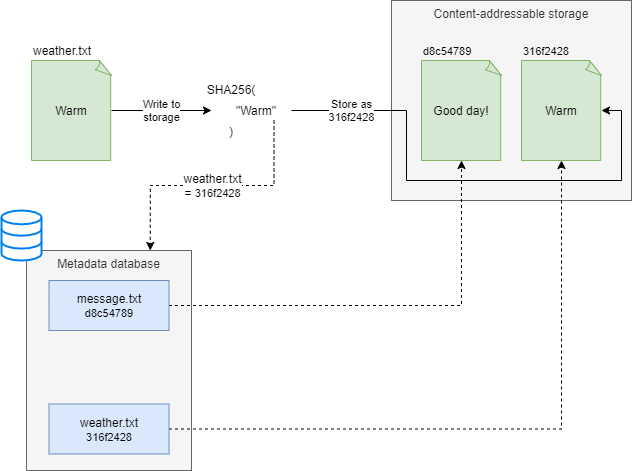 Content-addressable storage
weather.txt
d8c54789
316f2428
Warm
Write to
storage
SHA256(
"Warm"
)
Store as
316f2428
Good day!
Warm
weather.txt
= 316f2428
Metadata database
message.txt
d8c54789
weather.txt
316f2428